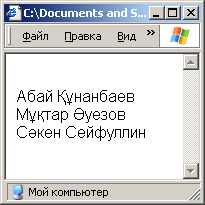 C:\Documents and S...
Файл Правка Вид »
Абай Құнанбаев
Мұқтар Әуезов
Сәкен Сейфуллин
Мой компьютер